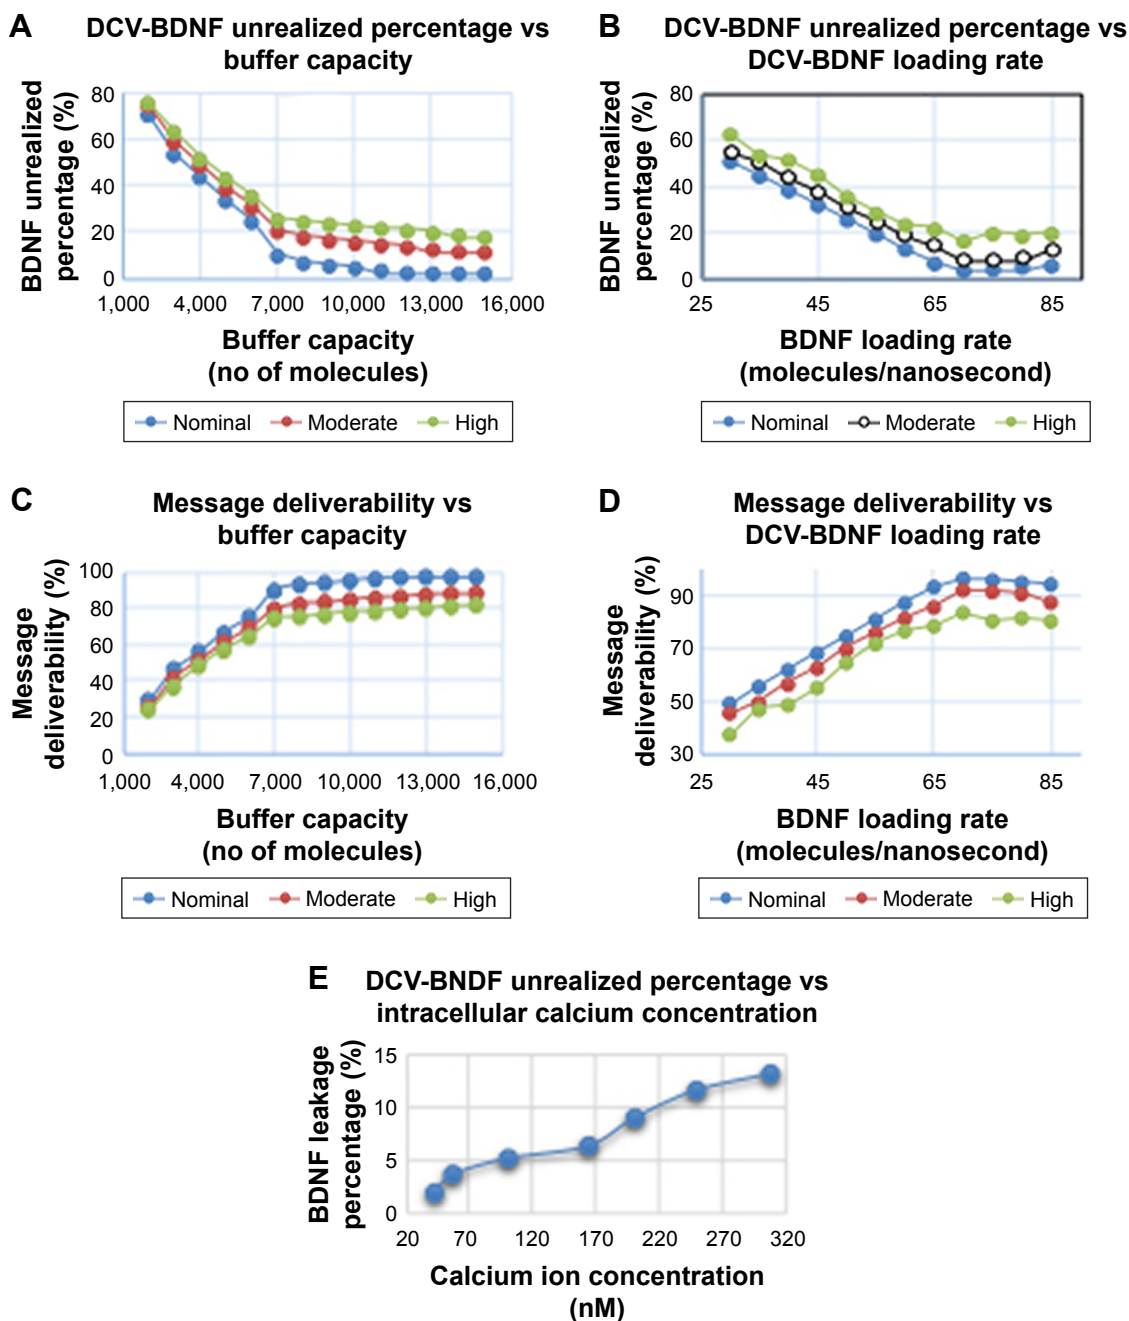 A
DCV-BDNF unrealized percentage vs
buffer capacity
BDNF unrealized
percentage (%)
80
60
40
20
0
1,000 4,000 7,000 10,000 13,000 16,000
Buffer capacity
(no of molecules)
Nominal Moderate High
B
DCV-BDNF unrealized percentage vs
DCV-BDNF loading rate
BDNF unrealized
percentage (%)
80
60
40
20
0
25 45 65 85
BDNF loading rate
(molecules/nanosecond)
Nominal Moderate High
C
Message deliverability vs
buffer capacity
Message
deliverability (%)
100
80
60
40
20
0
1,000 4,000 7,000 10,000 13,000 16,000
Buffer capacity
(no of molecules)
Nominal Moderate High
D
Message deliverability vs
DCV-BDNF loading rate
Message
deliverability (%)
90
70
50
30
25 45 65 85
BDNF loading rate
(molecules/nanosecond)
Nominal Moderate High
E
DCV-BNDF unrealized percentage vs
intracellular calcium concentration
BDNF leakage
percentage (%)
15
10
5
0
20 70 120 170 220 270 320
Calcium ion concentration
(nM)